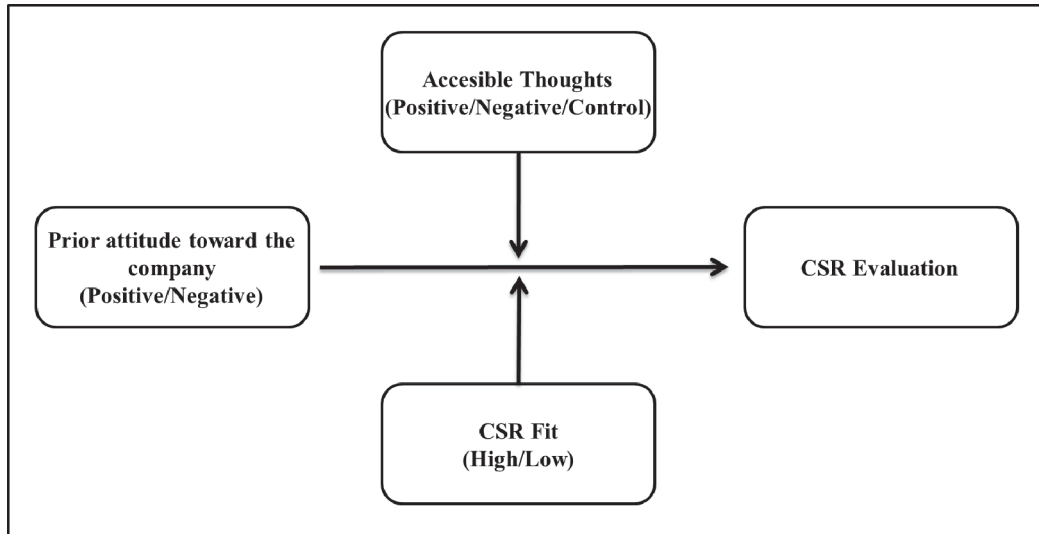 Accesible Thoughts
(Positive/Negative/Control)
Prior attitude toward the
company
(Positive/Negative)
CSR Evaluation
CSR Fit
(High/Low)